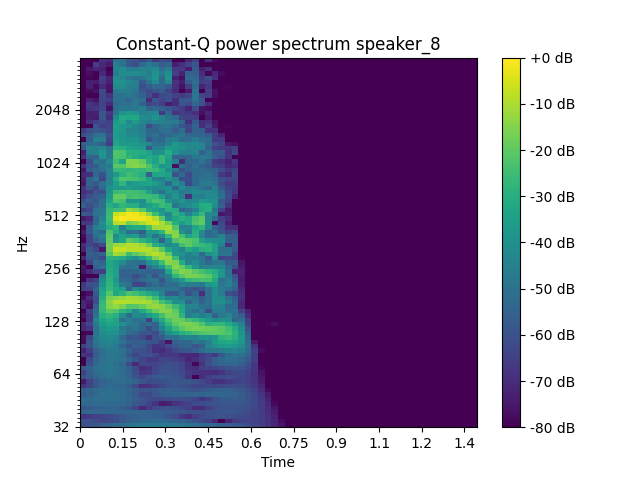 Constant-Q power spectrum speaker_8
Hz
2048
1024
512
256
128
64
32
0 0.15 0.3 0.45 0.6 0.75 0.9 1.1 1.2 1.4
Time
+0 dB
-10 dB
-20 dB
-30 dB
-40 dB
-50 dB
-60 dB
-70 dB
-80 dB